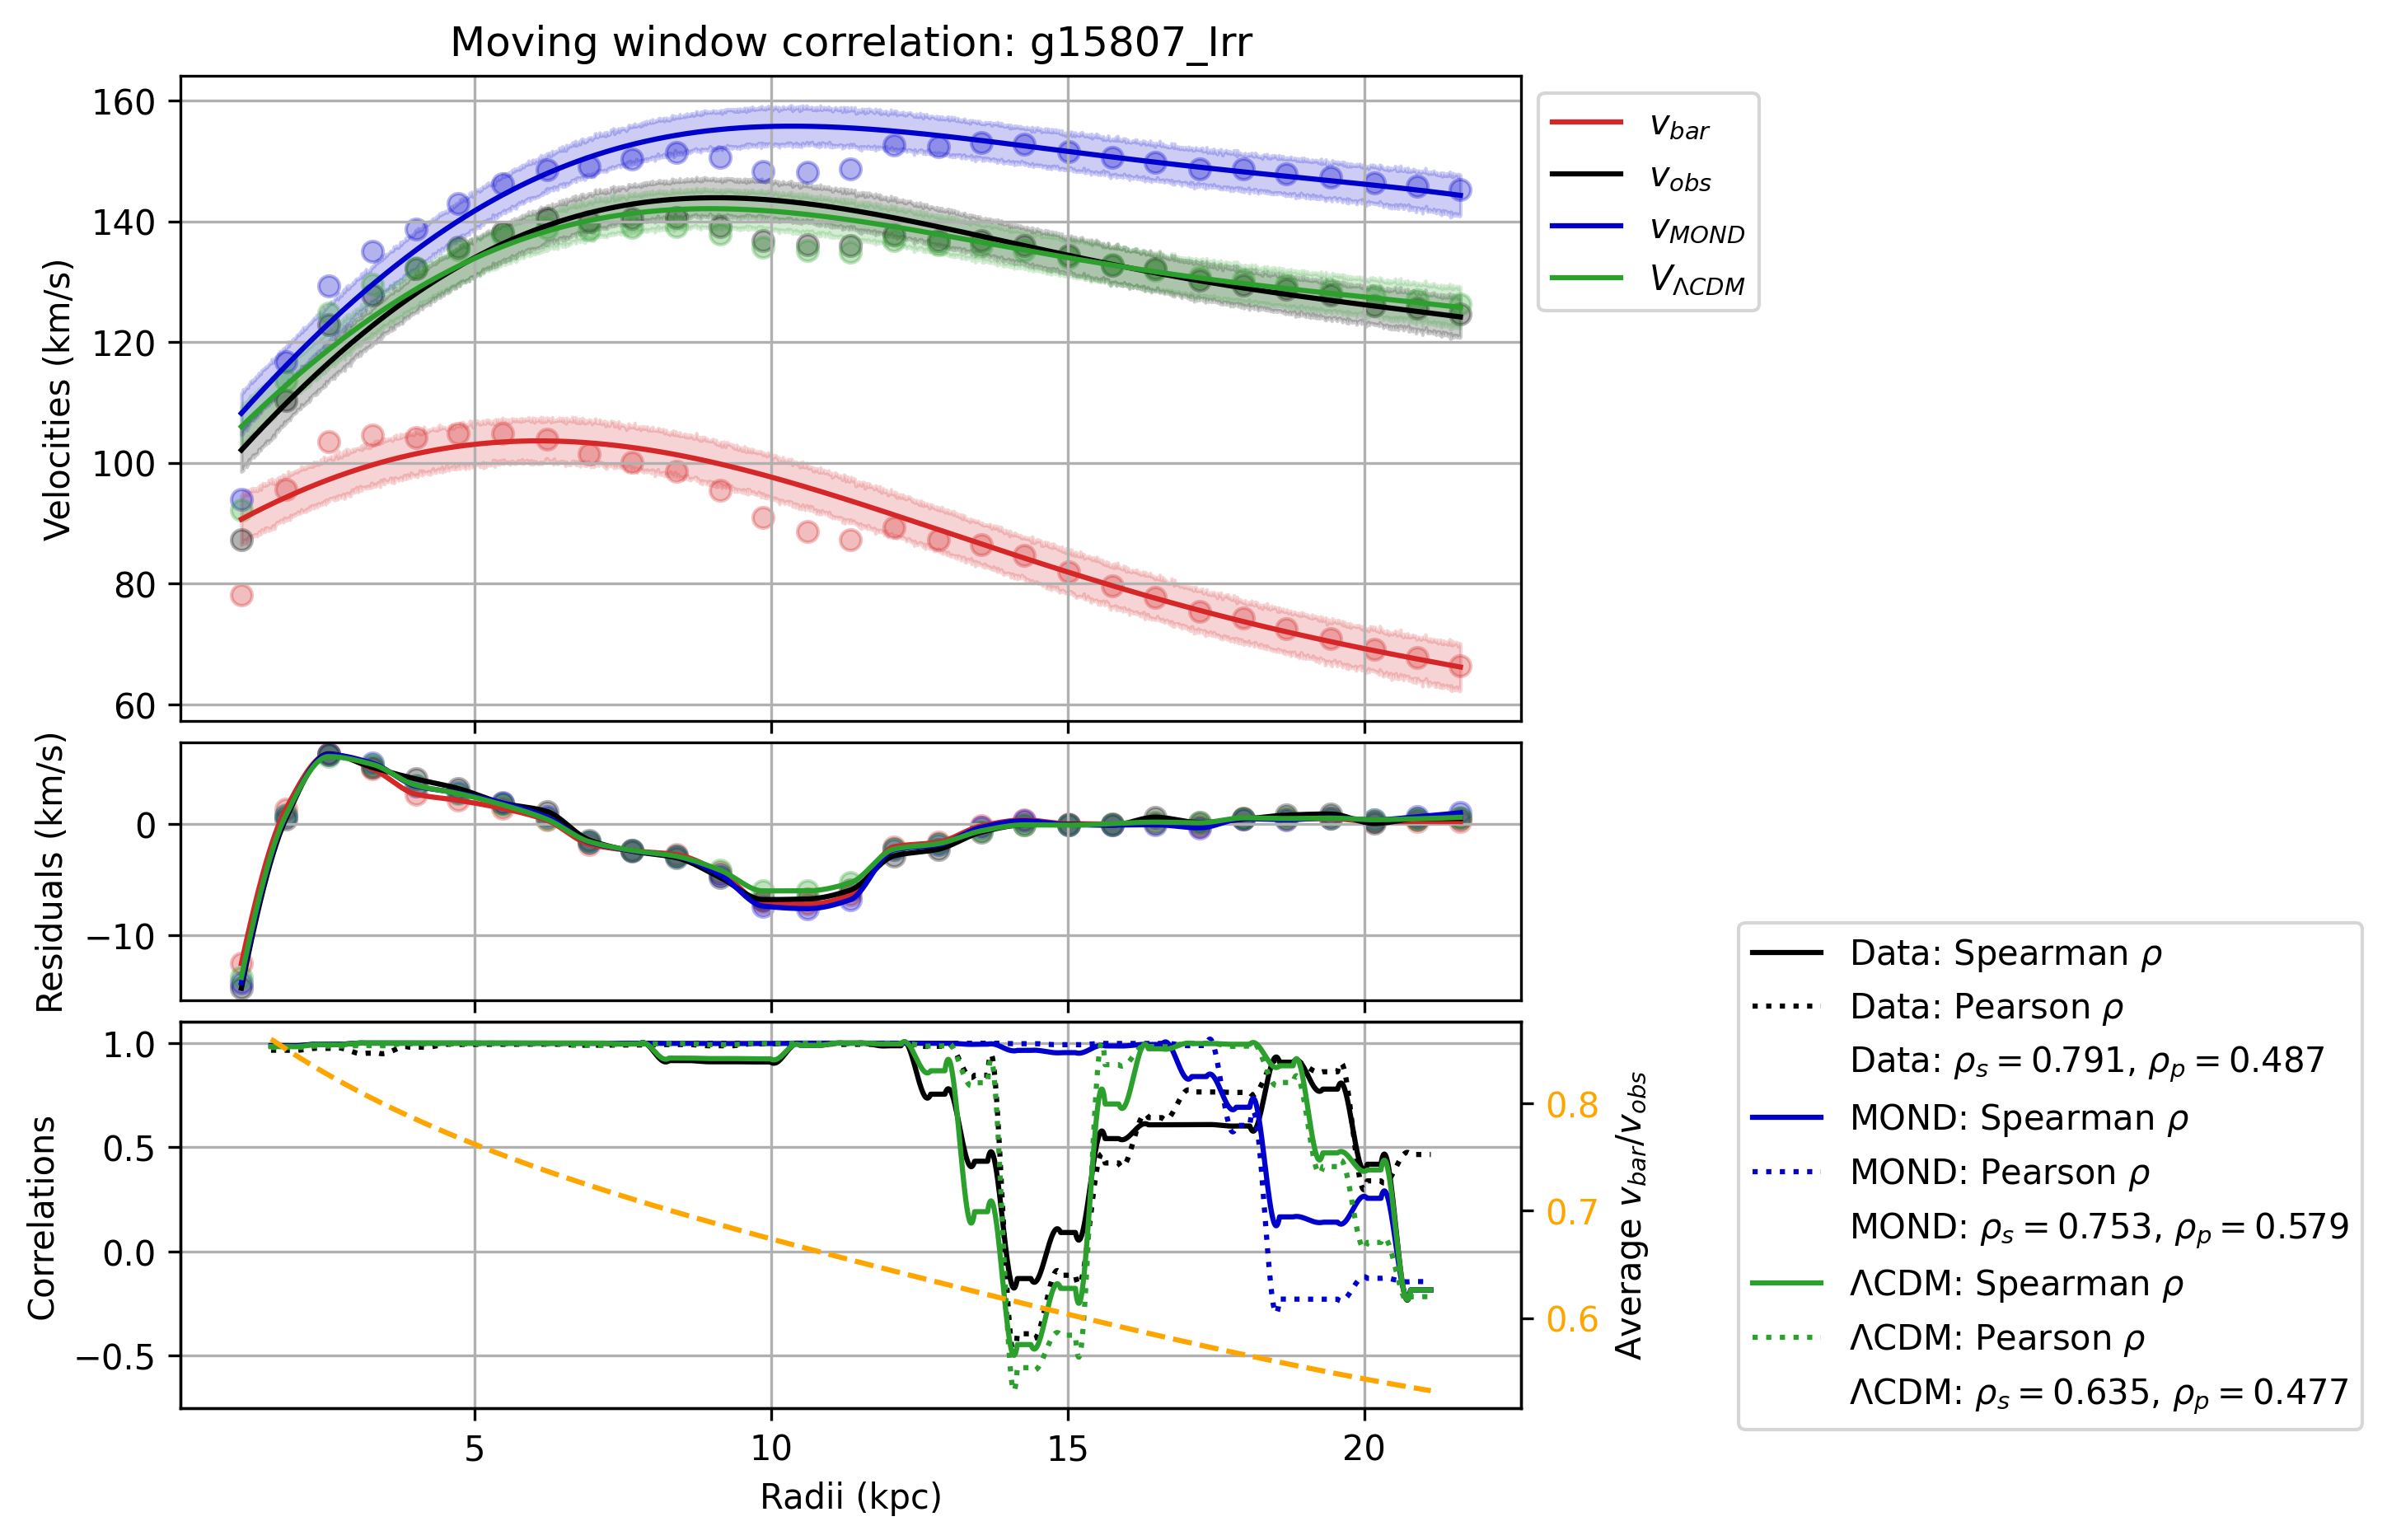 Moving window correlation: g15807_Irr
160
140
120
100
80
60
Velocities (km/s)
v_bar
v_obs
v_MOND
V_ΛCDM
0
−10
Residuals (km/s)
1.0
0.5
0.0
−0.5
Correlations
0.8
0.7
0.6
Average v_bar/v_obs
5
10
15
20
Radii (kpc)
Data: Spearman ρ
Data: Pearson ρ
Data: ρ_s = 0.791, ρ_p = 0.487
MOND: Spearman ρ
MOND: Pearson ρ
MOND: ρ_s = 0.753, ρ_p = 0.579
ΛCDM: Spearman ρ
ΛCDM: Pearson ρ
ΛCDM: ρ_s = 0.635, ρ_p = 0.477